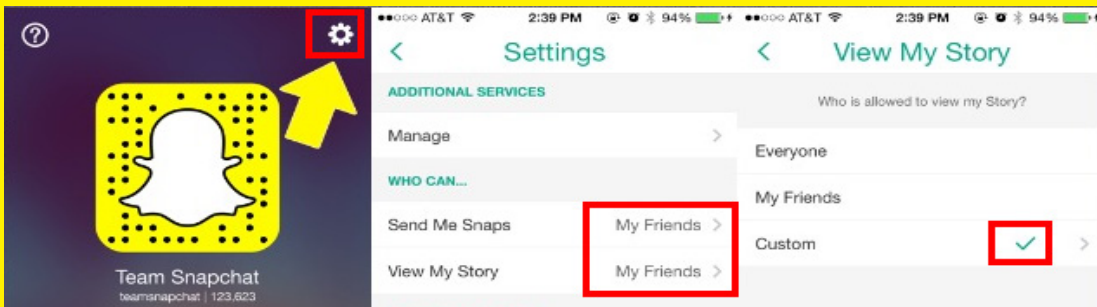 ?
Team Snapchat
teamsnapchat | 123,623
AT&T 2:39 PM 94%
Settings
ADDITIONAL SERVICES
Manage
WHO CAN...
Send Me Snaps My Friends
View My Story My Friends
AT&T 2:39 PM 94%
View My Story
Who is allowed to view my Story?
Everyone
My Friends
Custom